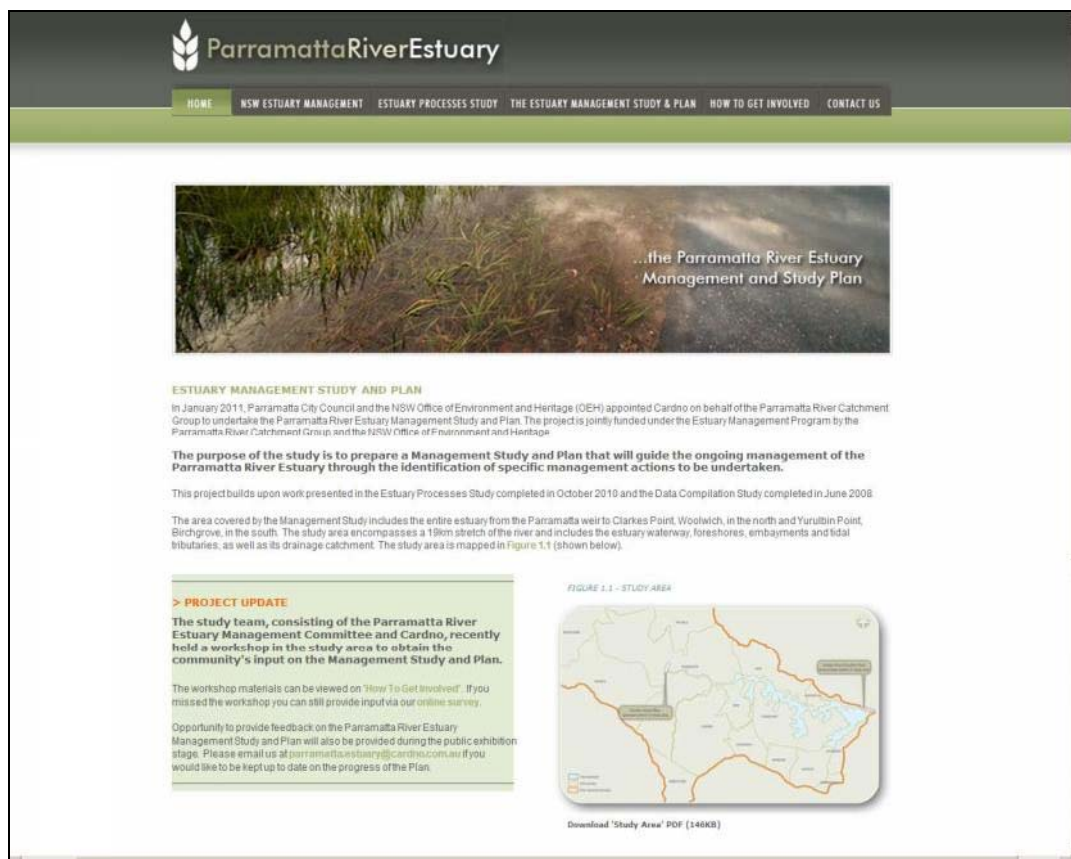 ParramattaRiverEstuary
HOME NSW ESTUARY MANAGEMENT ESTUARY PROCESSES STUDY THE ESTUARY MANAGEMENT STUDY & PLAN HOW TO GET INVOLVED CONTACT US
...the Parramatta River Estuary
Management and Study Plan
ESTUARY MANAGEMENT STUDY AND PLAN
In January 2011, Parramatta City Council and the NSW Office of Environment and Heritage (OEH) appointed Cardno on behalf of the Parramatta River Catchment
Group to undertake the Parramatta River Estuary Management Study and Plan. The project is jointly funded under the Estuary Management Program by the
Parramatta River Catchment Group and the NSW Office of Environment and Heritage
The purpose of the study is to prepare a Management Study and Plan that will guide the ongoing management of the
Parramatta River Estuary through the identification of specific management actions to be undertaken.
This project builds upon work presented in the Estuary Processes Study completed in October 2010 and the Data Compilation Study completed in June 2008.
The area covered by the Management Study includes the entire estuary from the Parramatta weir to Clarkes Point, Woolwich, in the north and Yurulbin Point,
Birchgrove, in the south. The study area encompasses a 19km stretch of the river and includes the estuary waterway, foreshores, embayments and tidal
tributaries, as well as its drainage catchment. The study area is mapped in Figure 1.1 (shown below).
> PROJECT UPDATE
The study team, consisting of the Parramatta River
Estuary Management Committee and Cardno, recently
held a workshop in the study area to obtain the
community's input on the Management Study and Plan.
The workshop materials can be viewed on 'How To Get Involved'. If you
missed the workshop you can still provide input via our online survey.
Opportunity to provide feedback on the Parramatta River Estuary
Management Study and Plan will also be provided during the public exhibition
stage. Please email us at parramatta.estuary@cardno.com.au if you
would like to be kept up to date on the progress of the Plan.
FIGURE 1.1 - STUDY AREA
Download 'Study Area' PDF (146KB)